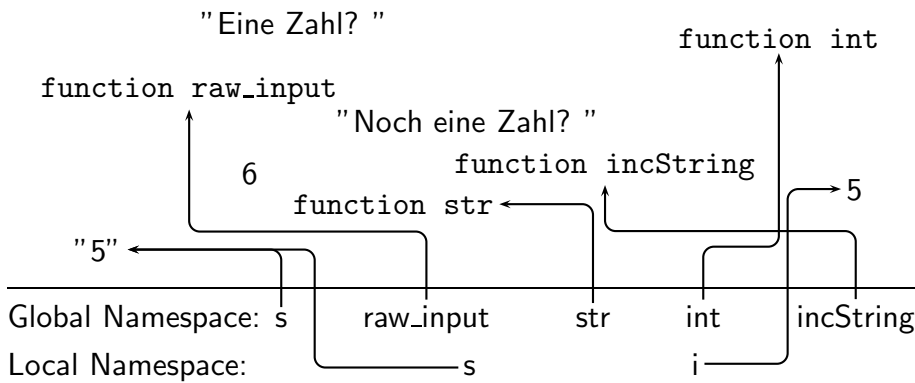 "Eine Zahl? "
function int
function raw_input
"Noch eine Zahl? "
function incString
6
5
function str
"5"
Global Namespace: s raw_input str int incString
Local Namespace: s i